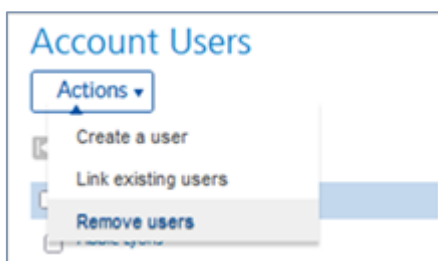 Account Users
Actions
Create a user
Link existing users
Remove users